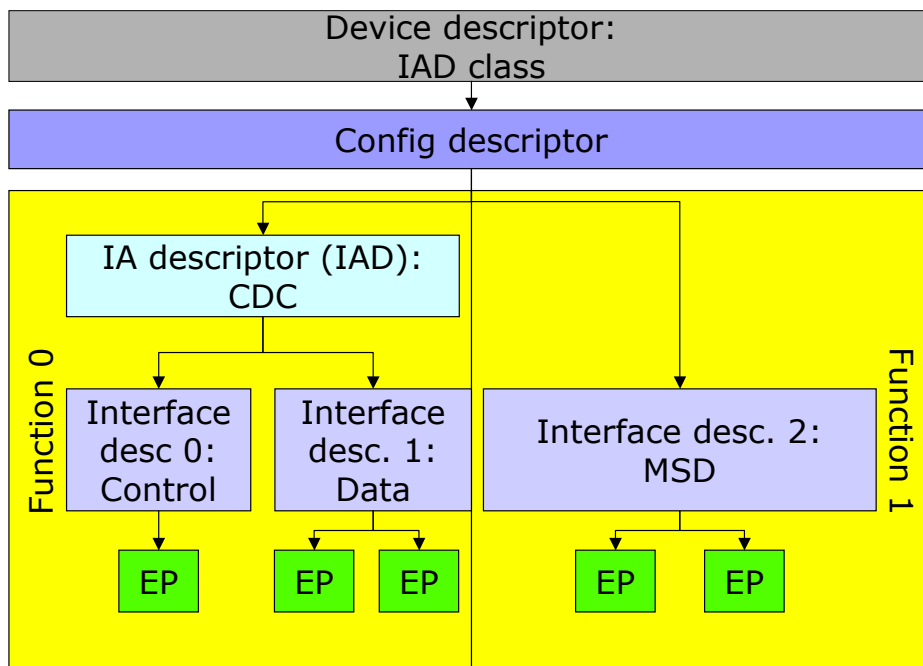 Device descriptor:
IAD class
Config descriptor
IA descriptor (IAD):
CDC
Function 0
Function 1
Interface
desc 0:
Control
Interface
desc. 1:
Data
Interface desc. 2:
MSD
EP
EP
EP
EP
EP